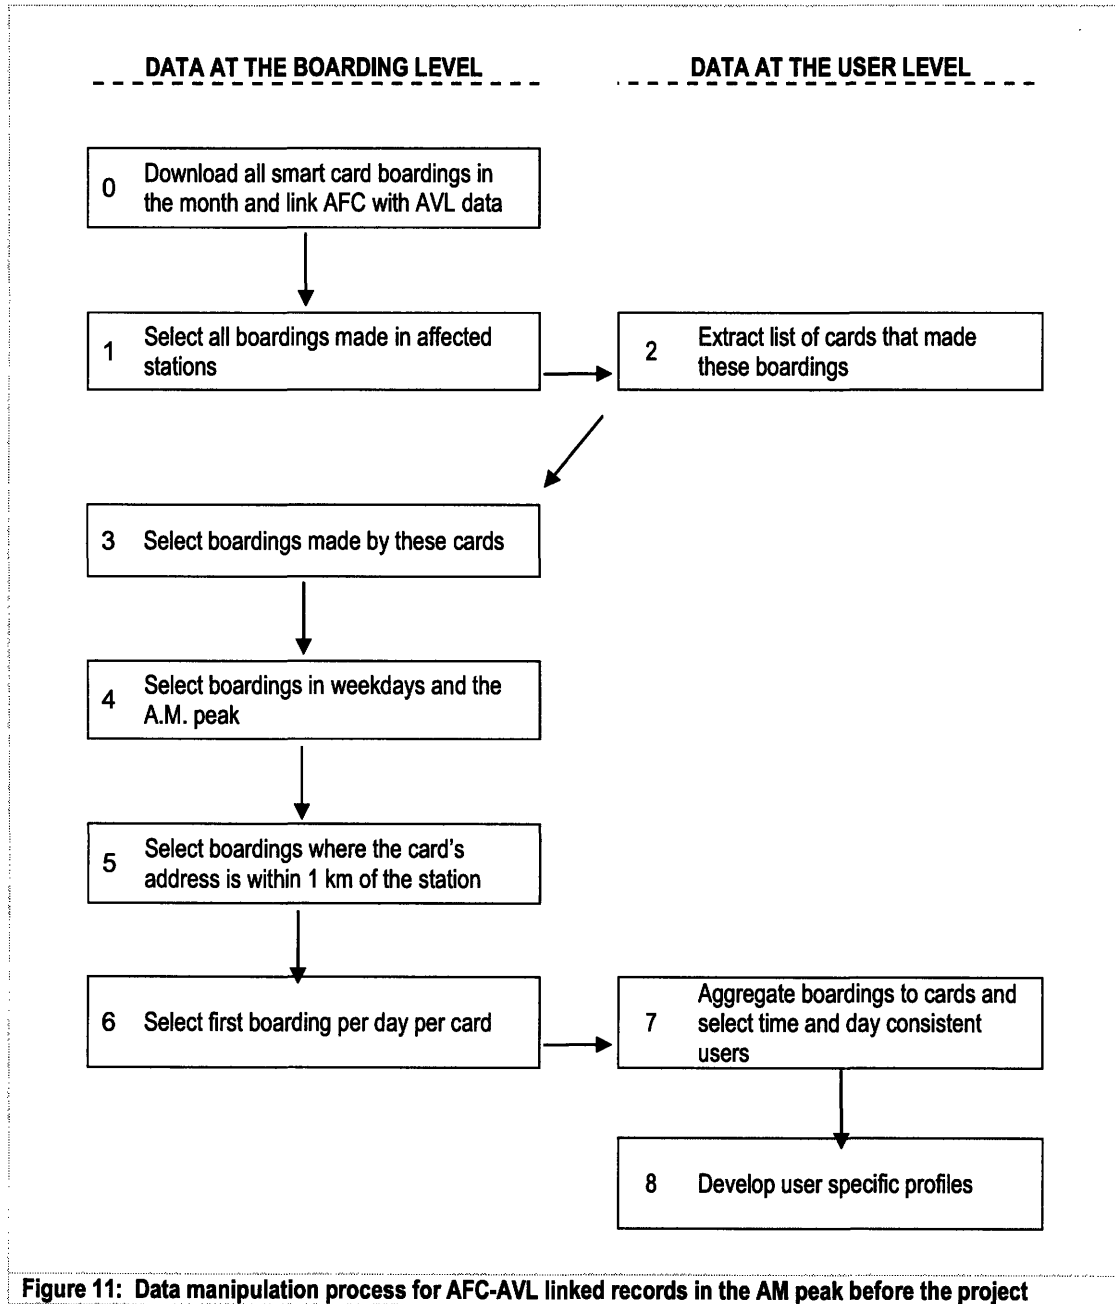 DATA AT THE BOARDING LEVEL
DATA AT THE USER LEVEL
0
Download all smart card boardings in
the month and link AFC with AVL data
1
Select all boardings made in affected
stations
2
Extract list of cards that made
these boardings
3
Select boardings made by these cards
4
Select boardings in weekdays and the
A.M. peak
5
Select boardings where the card's
address is within 1 km of the station
6
Select first boarding per day per card
7
Aggregate boardings to cards and
select time and day consistent
users
8
Develop user specific profiles
Figure 11: Data manipulation process for AFC-AVL linked records in the AM peak before the project